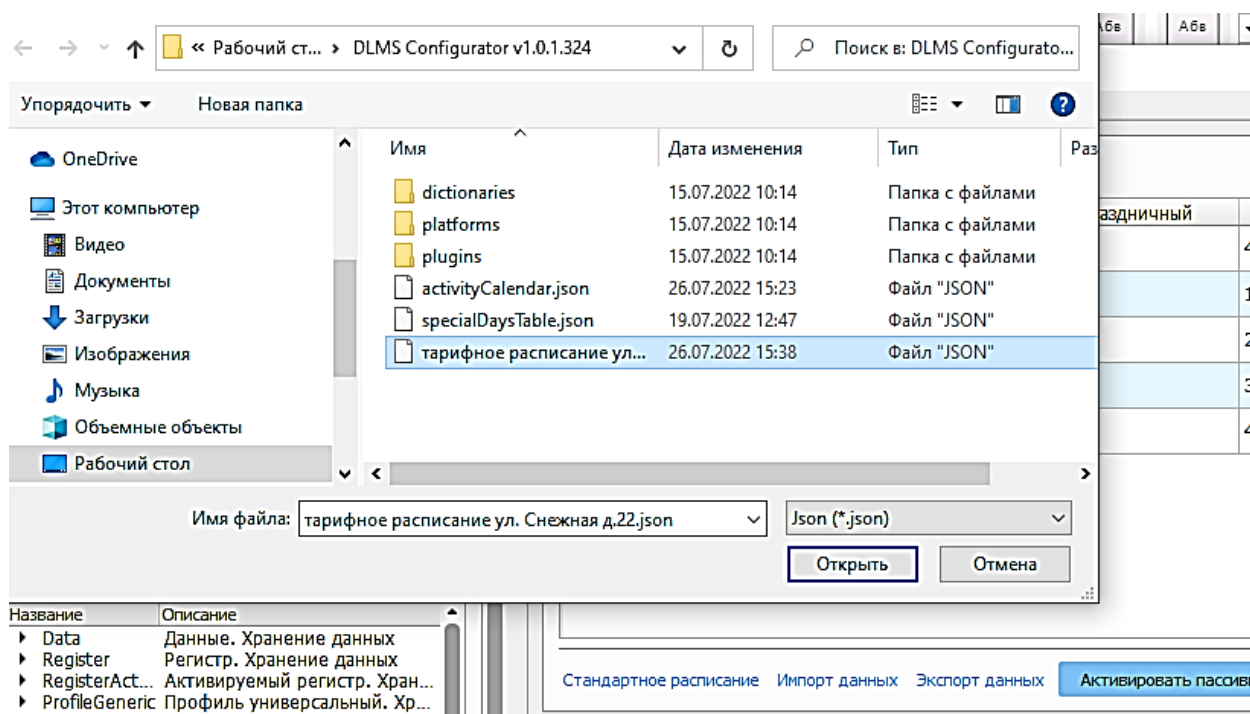 « Рабочий ст... › DLMS Configurator v1.0.1.324
Поиск в: DLMS Configurato...
Абв
Упорядочить
Новая папка
OneDrive
Этот компьютер
Видео
Документы
Загрузки
Изображения
Музыка
Объемные объекты
Рабочий стол
Имя Дата изменения Тип Раз
dictionaries 15.07.2022 10:14 Папка с файлами
platforms 15.07.2022 10:14 Папка с файлами
plugins 15.07.2022 10:14 Папка с файлами
activityCalendar.json 26.07.2022 15:23 Файл "JSON"
specialDaysTable.json 19.07.2022 12:47 Файл "JSON"
тарифное расписание ул... 26.07.2022 15:38 Файл "JSON"
аздничный
Имя файла: тарифное расписание ул. Снежная д.22.json
Json (*.json)
Открыть Отмена
Название Описание
Data Данные. Хранение данных
Register Регистр. Хранение данных
RegisterAct... Активируемый регистр. Хран...
ProfileGeneric Профиль универсальный. Хр...
Стандартное расписание Импорт данных Экспорт данных Активировать пассив